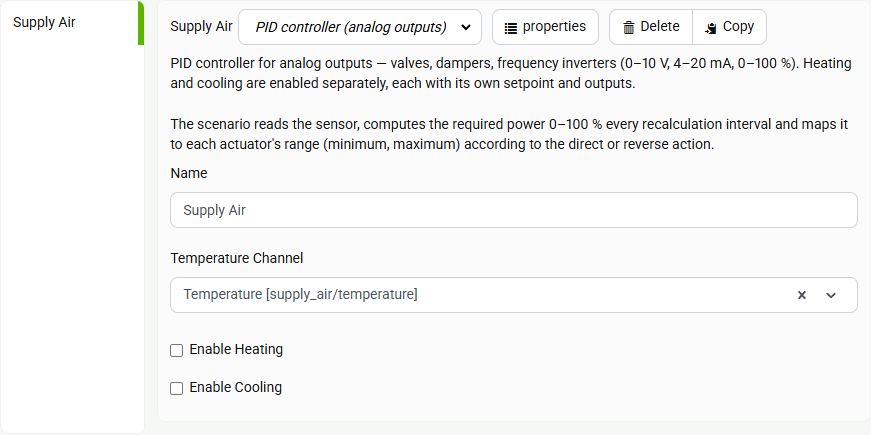 Supply Air
Supply Air PID controller (analog outputs) properties Delete Copy
PID controller for analog outputs — valves, dampers, frequency inverters (0–10 V, 4–20 mA, 0–100 %). Heating
and cooling are enabled separately, each with its own setpoint and outputs.
The scenario reads the sensor, computes the required power 0–100 % every recalculation interval and maps it
to each actuator's range (minimum, maximum) according to the direct or reverse action.
Name
Supply Air
Temperature Channel
Temperature [supply_air/temperature]
Enable Heating
Enable Cooling